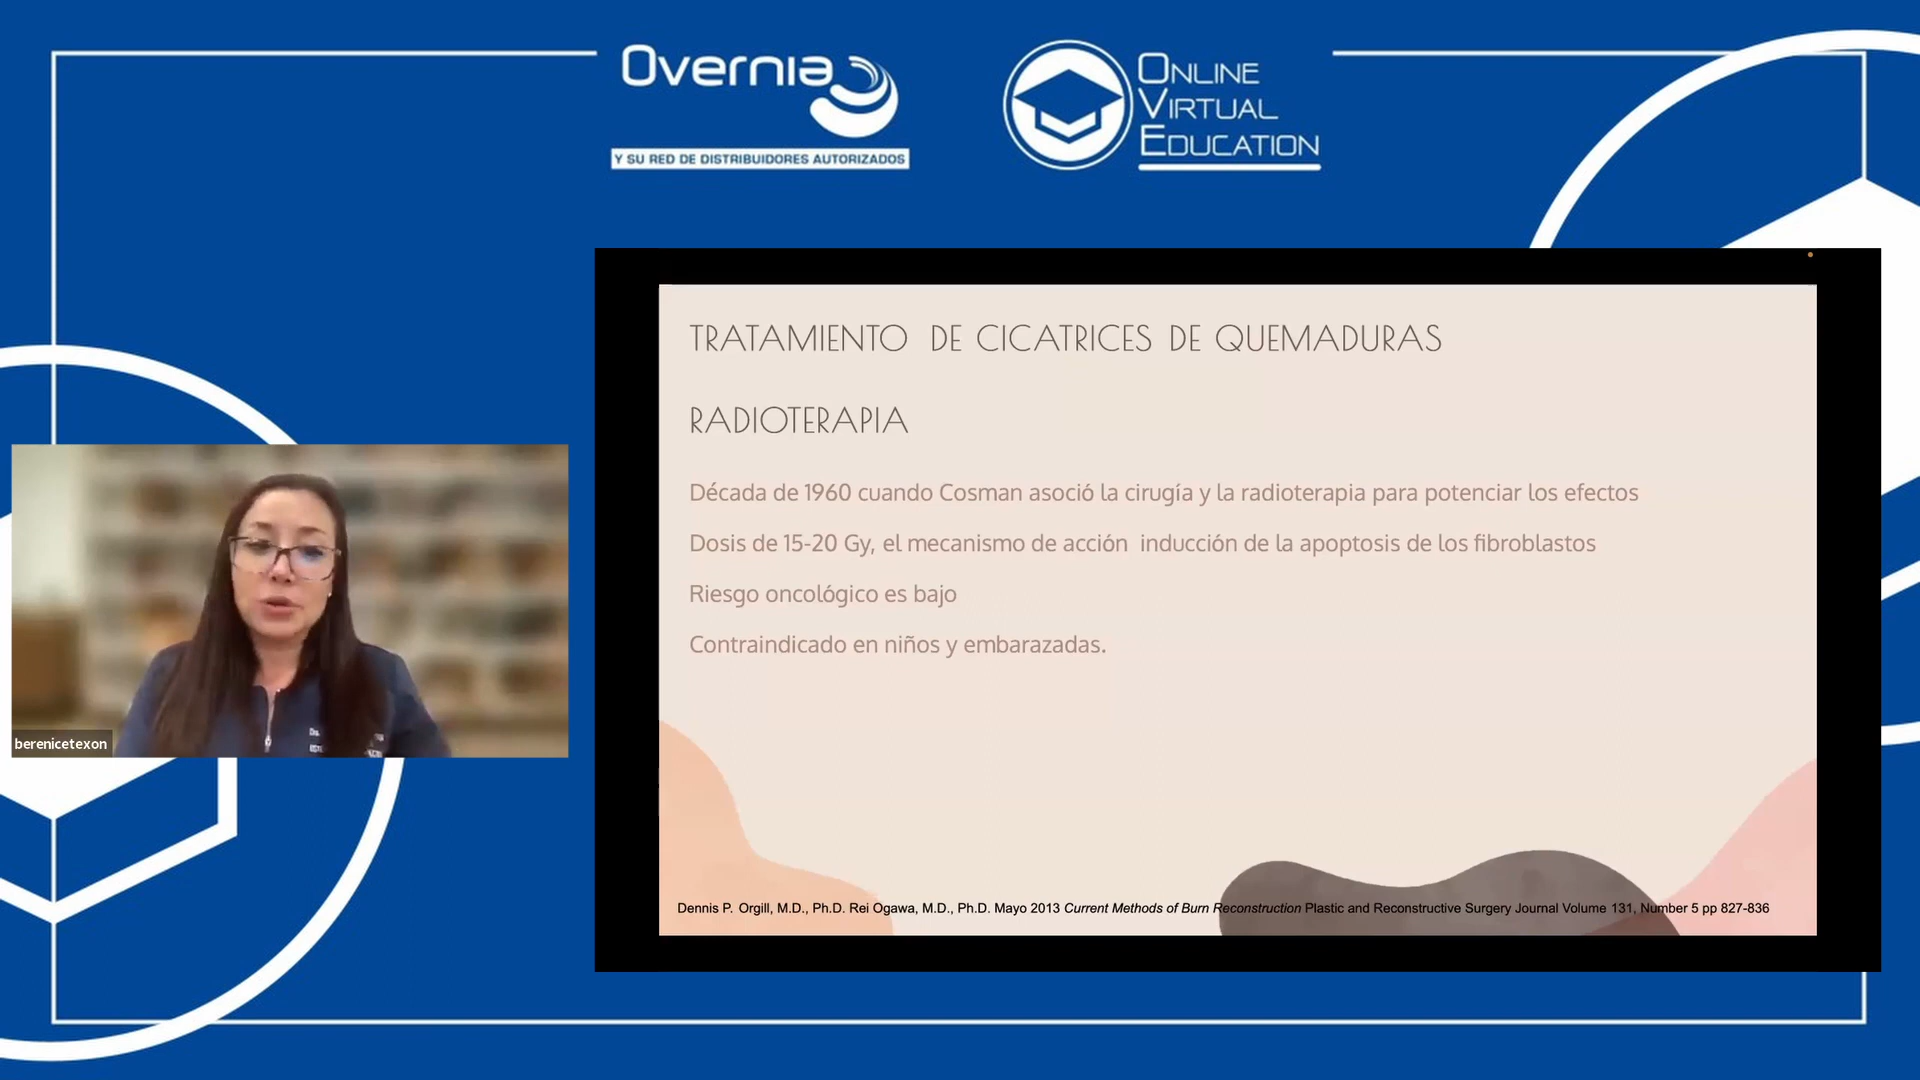 Overnia
Y SU RED DE DISTRIBUIDORES AUTORIZADOS
ONLINE
VIRTUAL
EDUCATION
TRATAMIENTO DE CICATRICES DE QUEMADURAS
RADIOTERAPIA
Década de 1960 cuando Cosman asoció la cirugía y la radioterapia para potenciar los efectos
Dosis de 15-20 Gy, el mecanismo de acción inducción de la apoptosis de los fibroblastos
Riesgo oncológico es bajo
Contraindicado en niños y embarazadas.
Dennis P. Orgill, M.D., Ph.D. Rei Ogawa, M.D., Ph.D. Mayo 2013 Current Methods of Burn Reconstruction Plastic and Reconstructive Surgery Journal Volume 131, Number 5 pp 827-836
berenicetexon